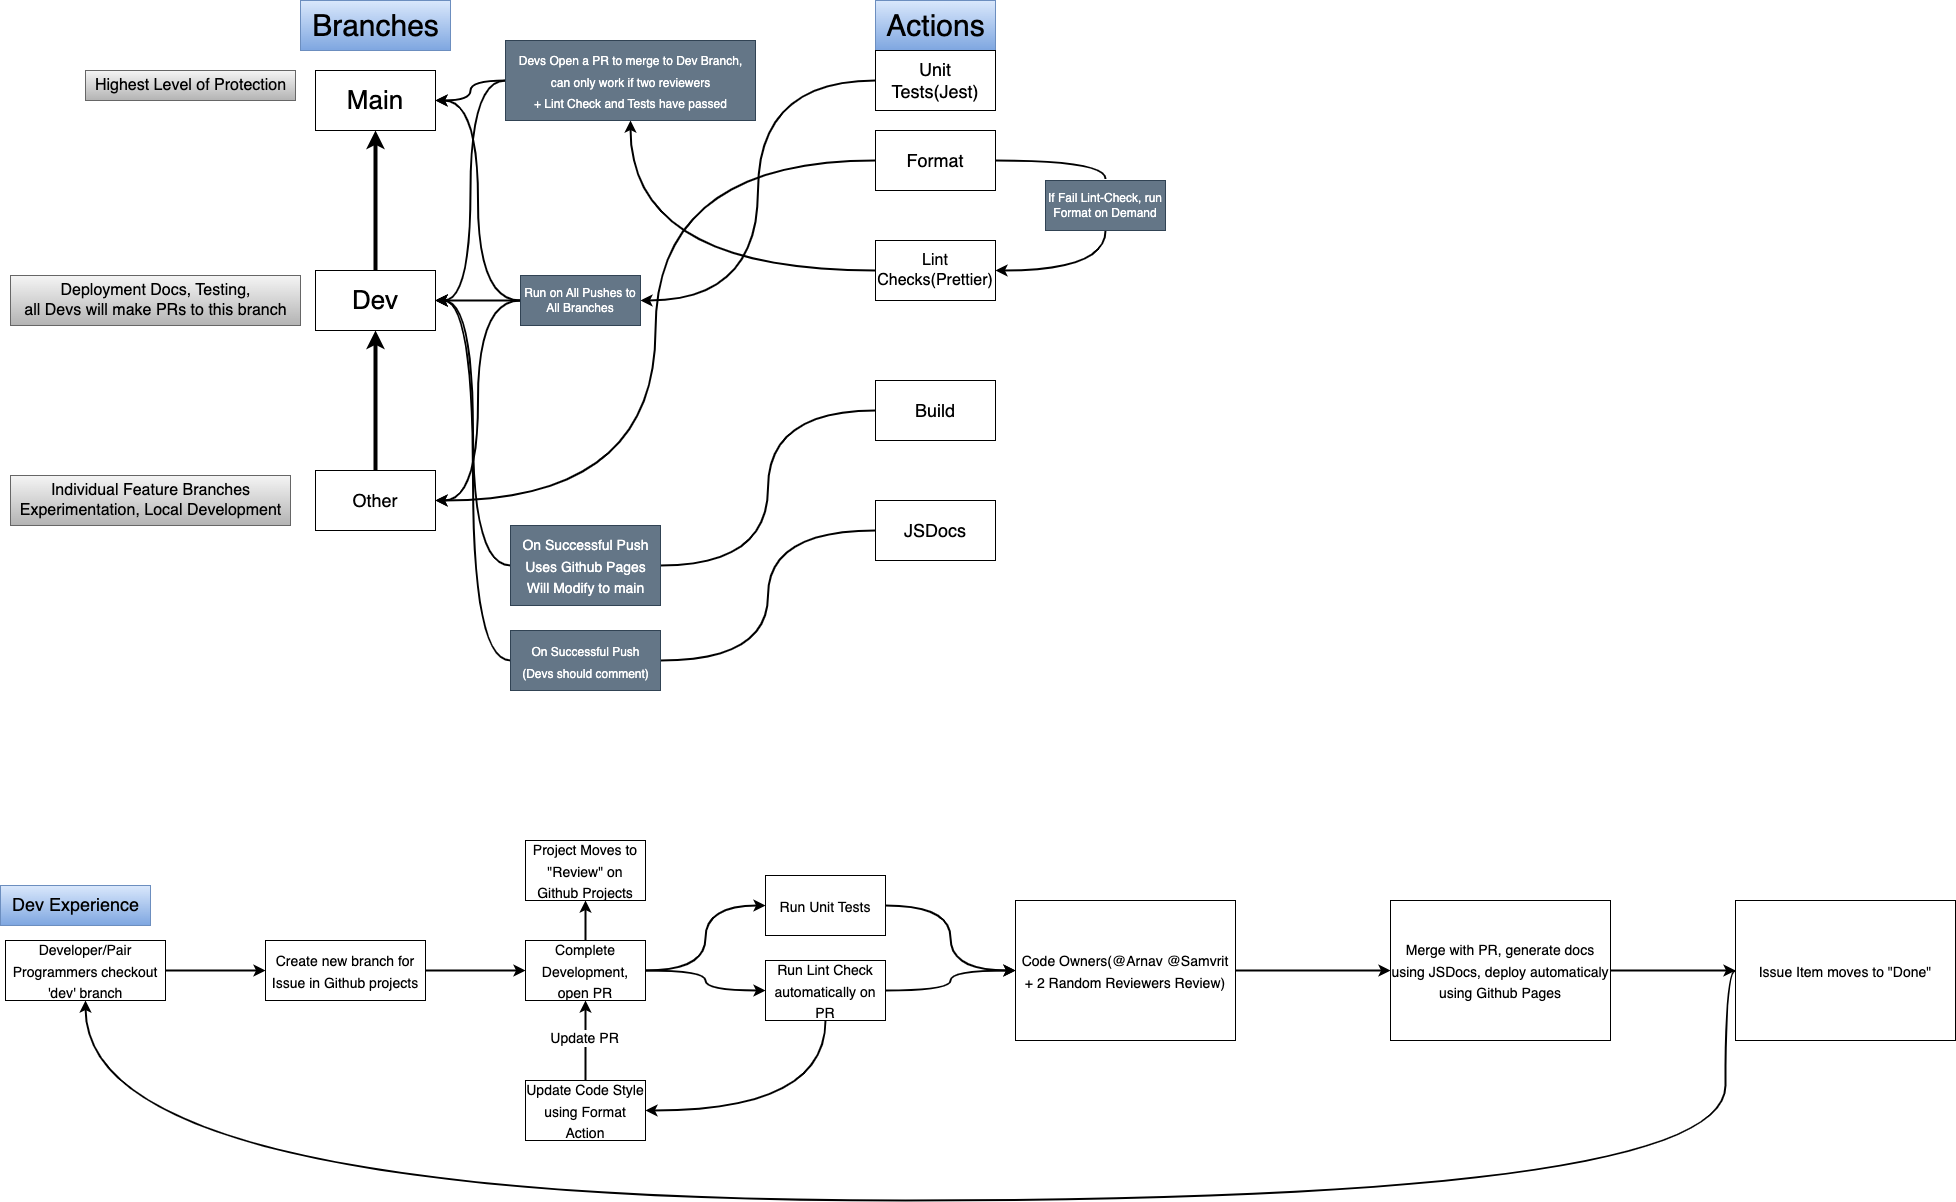 Branches
Actions
Highest Level of Protection
Main
Devs Open a PR to merge to Dev Branch,
can only work if two reviewers
+ Lint Check and Tests have passed
Unit
Tests(Jest)
Format
If Fail Lint-Check, run
Format on Demand
Lint
Checks(Prettier)
Deployment Docs, Testing,
all Devs will make PRs to this branch
Dev
Run on All Pushes to
All Branches
Build
Individual Feature Branches
Experimentation, Local Development
Other
JSDocs
On Successful Push
Uses Github Pages
Will Modify to main
On Successful Push
(Devs should comment)
Dev Experience
Developer/Pair
Programmers checkout
'dev' branch
Create new branch for
Issue in Github projects
Project Moves to
"Review" on
Github Projects
Complete
Development,
open PR
Update PR
Update Code Style
using Format
Action
Run Unit Tests
Run Lint Check
automatically on
PR
Code Owners(@Arnav @Samvrit
+ 2 Random Reviewers Review)
Merge with PR, generate docs
using JSDocs, deploy automaticaly
using Github Pages
Issue Item moves to "Done"